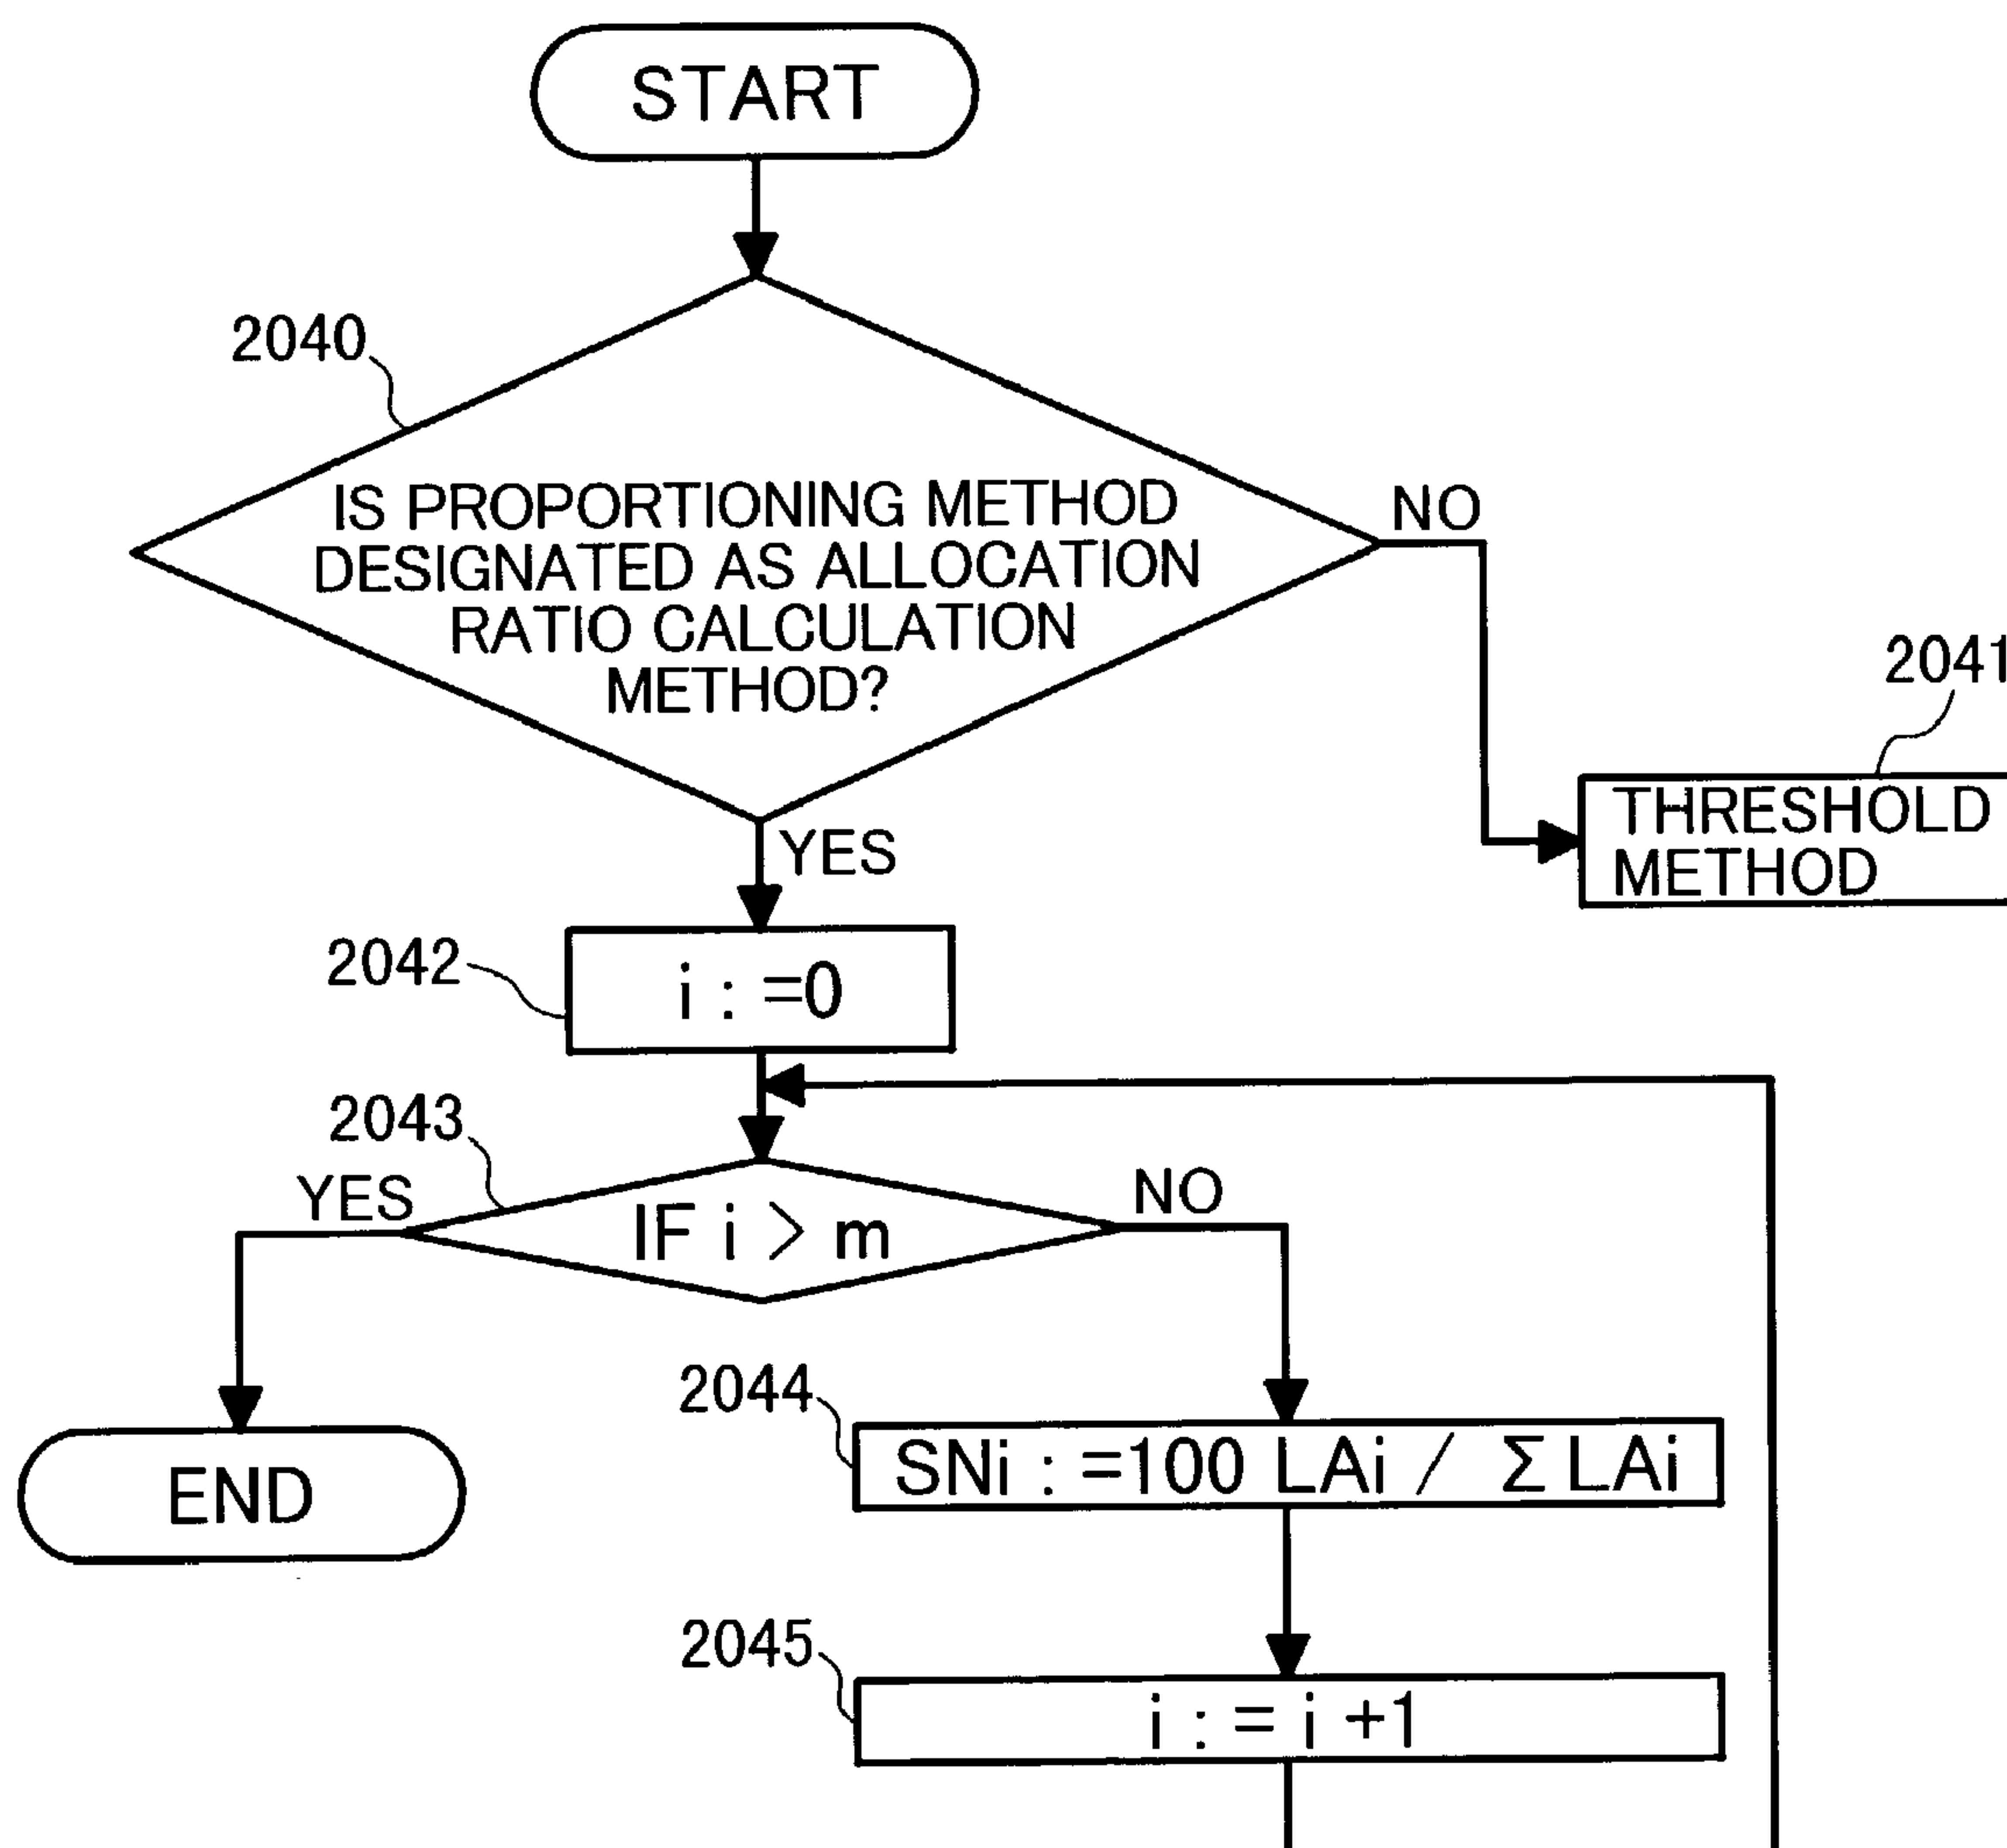 START
2040
IS PROPORTIONING METHOD
DESIGNATED AS ALLOCATION
RATIO CALCULATION
METHOD?
NO
2041
THRESHOLD
METHOD
YES
2042
i : =0
2043
YES
IF i > m
NO
2044
SNi : =100 LAi / Σ LAi
END
2045
i : = i +1